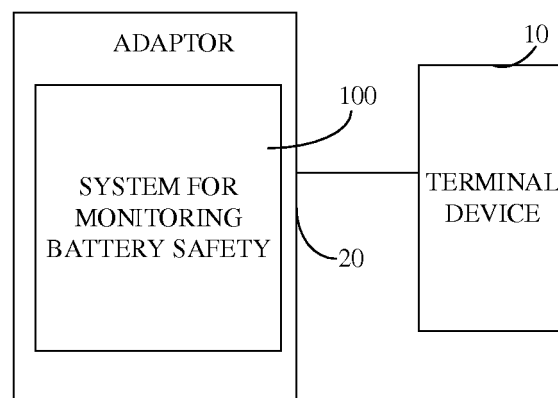 ADAPTOR
10
100
SYSTEM FOR
MONITORING
BATTERY SAFETY
TERMINAL
DEVICE
20